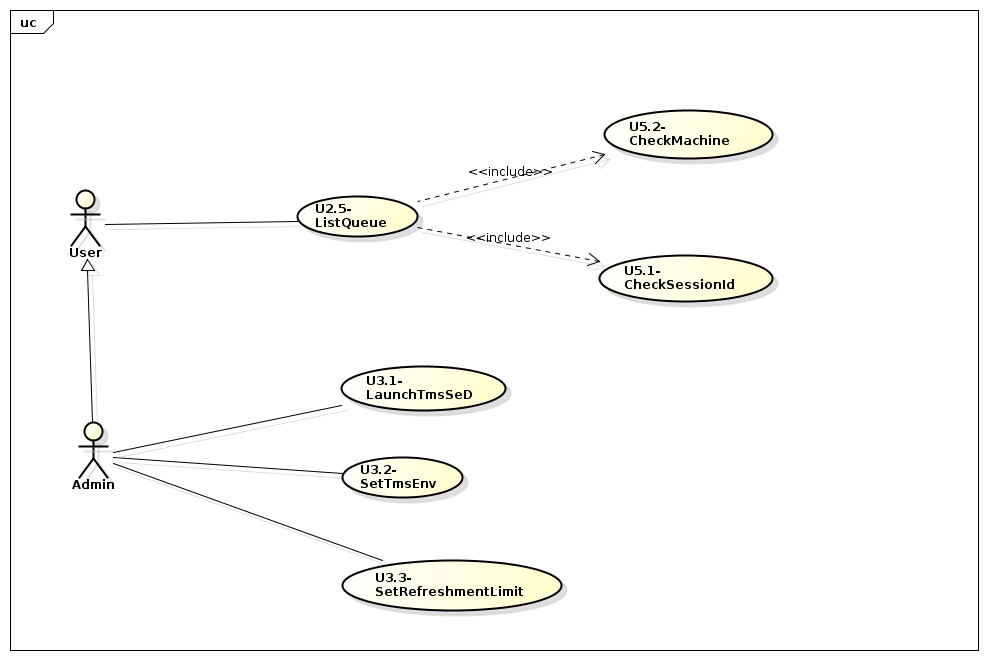 uc
U5.2-
CheckMachine
<<include>>
U2.5-
ListQueue
<<include>>
User
U5.1-
CheckSessionId
U3.1-
LaunchTmsSeD
U3.2-
SetTmsEnv
Admin
U3.3-
SetRefreshmentLimit